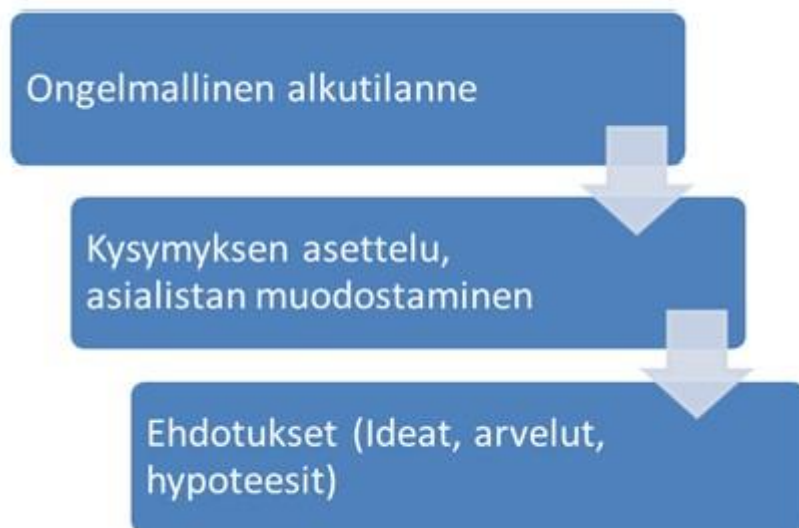 Ongelmallinen alkutilanne
Kysymyksen asettelu,
asialistan muodostaminen
Ehdotukset (Ideat, arvelut,
hypoteesit)